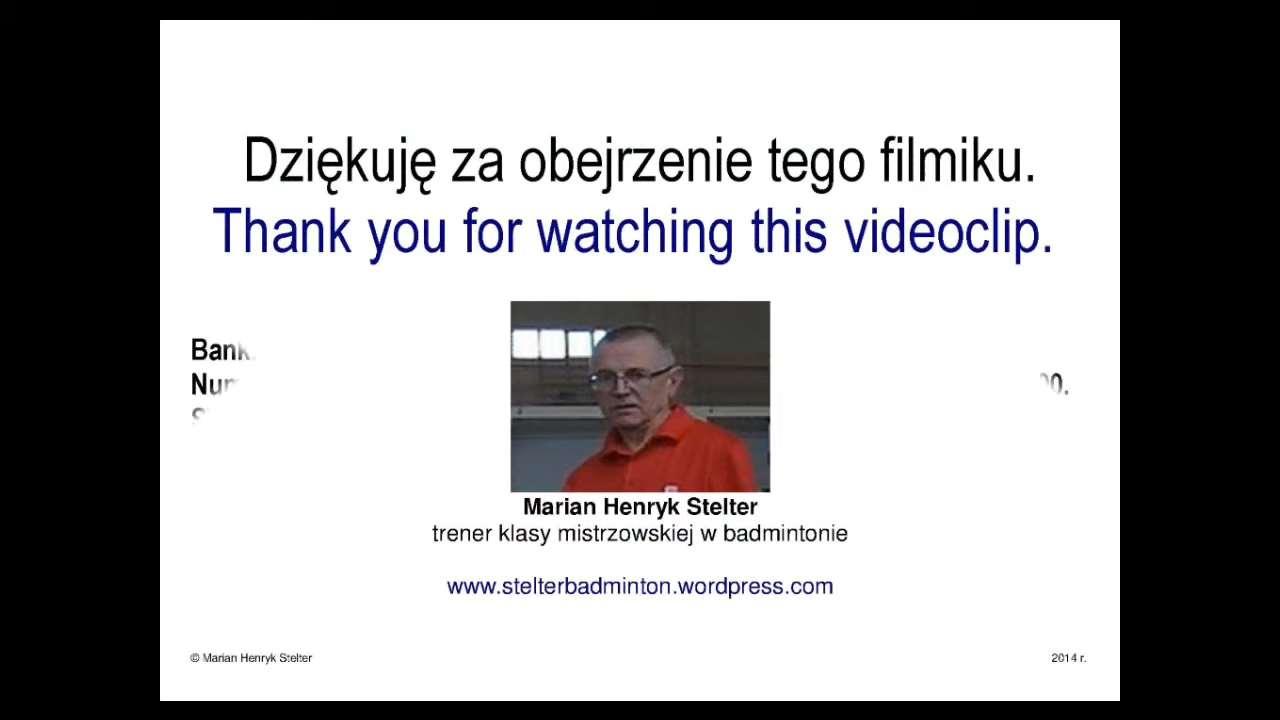 Dziękuję za obejrzenie tego filmiku.
Thank you for watching this videoclip.
Marian Henryk Stelter
trener klasy mistrzowskiej w badmintonie
www.stelterbadminton.wordpress.com
© Marian Henryk Stelter
2014 r.